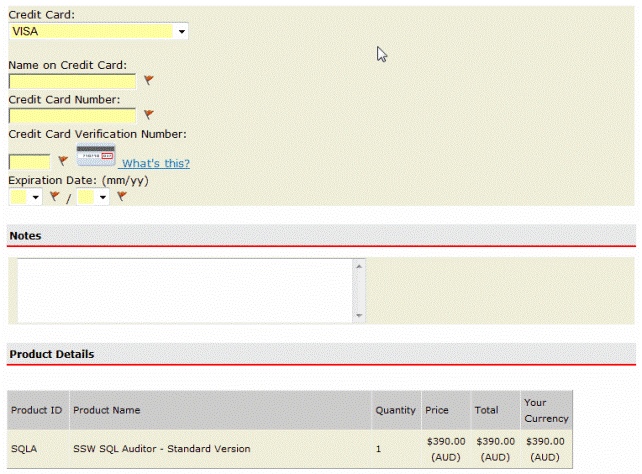 Credit Card:
VISA
Name on Credit Card:
Credit Card Number:
Credit Card Verification Number:
What's this?
Expiration Date: (mm/yy)
/
Notes
Product Details
Product ID Product Name Quantity Price Total Your Currency
SQLA SSW SQL Auditor - Standard Version 1 $390.00 (AUD) $390.00 (AUD) $390.00 (AUD)